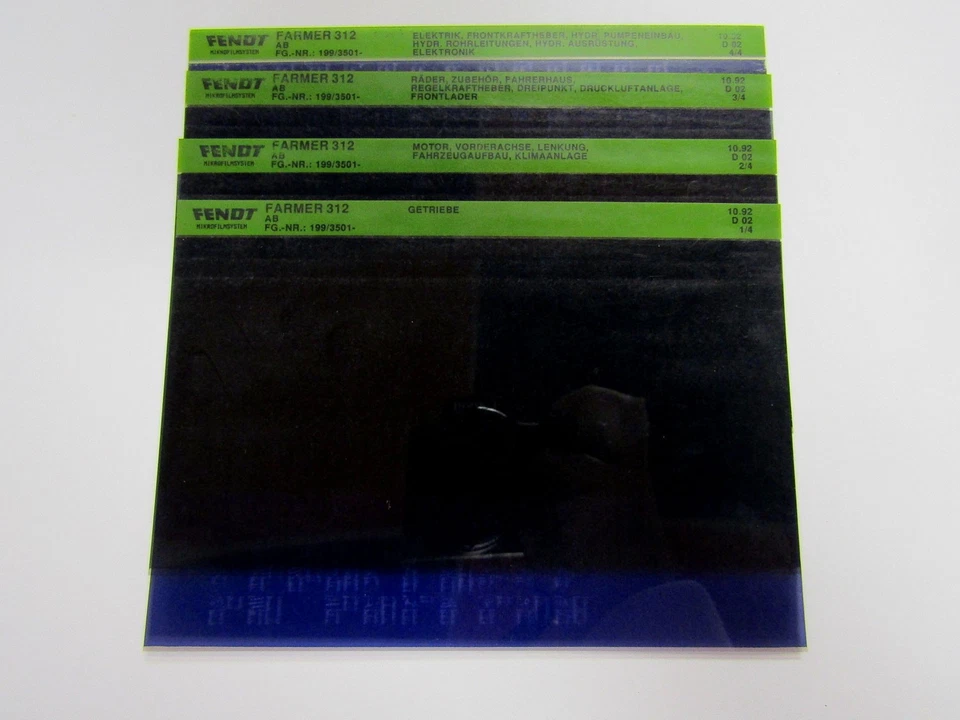 FENDT FARMER 312 ELEKTRIK, FRONTKRAFTHEBER, HYDR. PUMPENEINBAU, 10.92
MIKROFILMSYSTEM AB HYDR. ROHRLEITUNGEN, HYDR. AUSRÜSTUNG, D 02
FG.-NR.: 199/3501- ELEKTRONIK 4/4
FENDT FARMER 312 RÄDER, ZUBEHÖR, FAHRERHAUS, 10.92
MIKROFILMSYSTEM AB REGELKRAFTHEBER, DREIPUNKT, DRUCKLUFTANLAGE, D 02
FG.-NR.: 199/3501- FRONTLADER 3/4
FENDT FARMER 312 MOTOR, VORDERACHSE, LENKUNG, 10.92
MIKROFILMSYSTEM AB FAHRZEUGAUFBAU, KLIMAANLAGE D 02
FG.-NR.: 199/3501- 2/4
FENDT FARMER 312 GETRIEBE 10.92
MIKROFILMSYSTEM AB D 02
FG.-NR.: 199/3501- 1/4